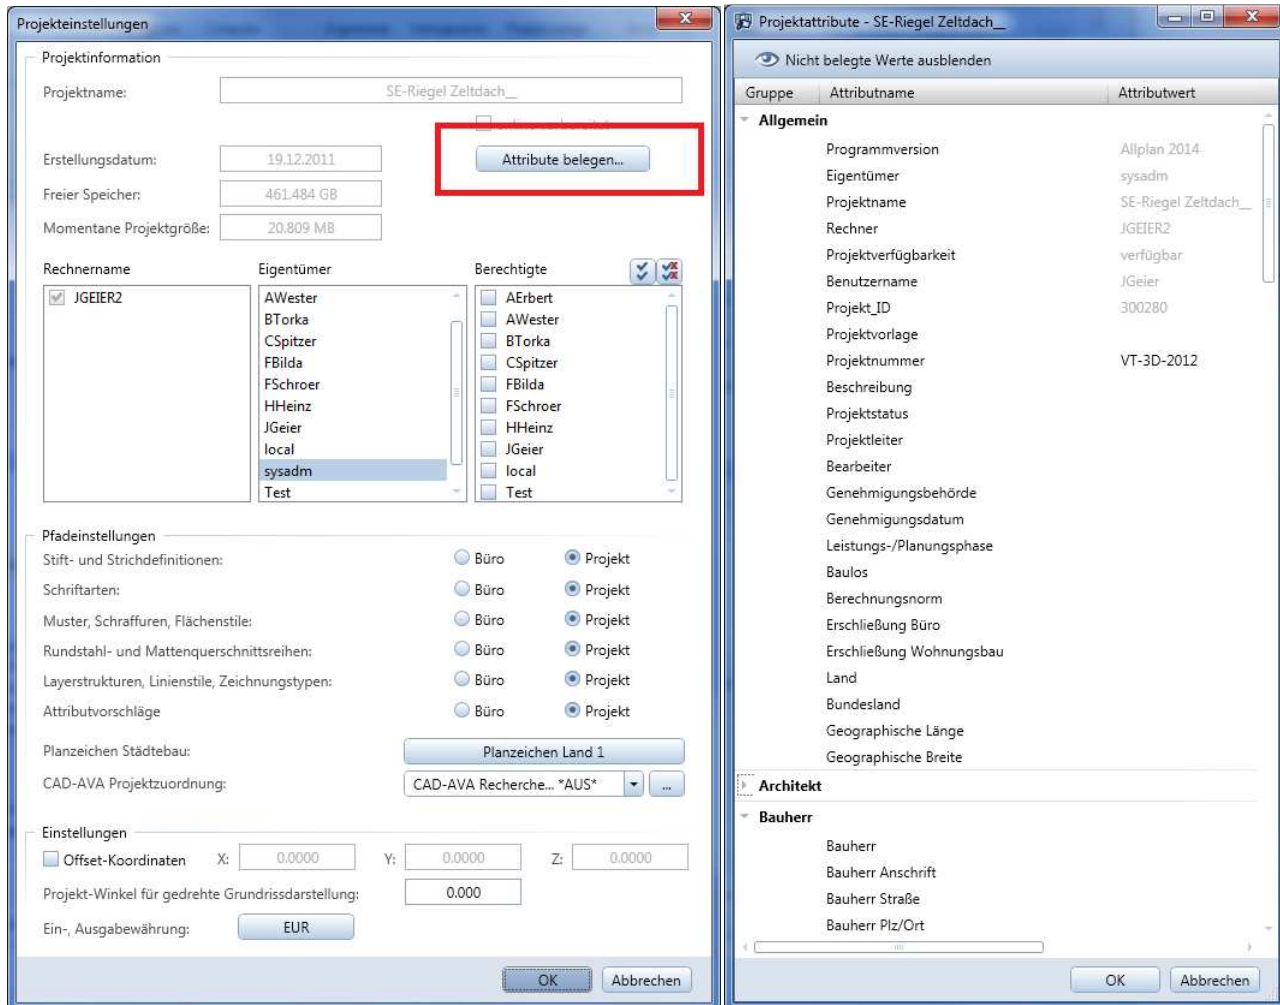 Projekteinstellungen
Projektinformation
Projektname: SE-Riegel Zeltdach__
Attribute belegen...
Erstellungsdatum: 19.12.2011
Freier Speicher: 461.484 GB
Momentane Projektgröße: 20.809 MB
Rechnername
JGEIER2
Eigentümer
AWester
BTorka
CSpitzer
FBilda
FSchroer
HHeinz
JGeier
local
sysadm
Test
Berechtigte
AErbert
AWester
BTorka
CSpitzer
FBilda
FSchroer
HHeinz
JGeier
local
Test
Pfadeinstellungen
Stift- und Strichdefinitionen: Büro Projekt
Schriftarten: Büro Projekt
Muster, Schraffuren, Flächenstile: Büro Projekt
Rundstahl- und Mattenquerschnittsreihen: Büro Projekt
Layerstrukturen, Linienstile, Zeichnungstypen: Büro Projekt
Attributvorschläge Büro Projekt
Planzeichen Städtebau: Planzeichen Land 1
CAD-AVA Projektzuordnung: CAD-AVA Recherche... *AUS* ...
Einstellungen
Offset-Koordinaten X: 0.0000 Y: 0.0000 Z: 0.0000
Projekt-Winkel für gedrehte Grundrissdarstellung: 0.000
Ein-, Ausgabewährung: EUR
OK Abbrechen
Projektattribute - SE-Riegel Zeltdach__
Nicht belegte Werte ausblenden
Gruppe Attributname Attributwert
Allgemein
Programmversion Allplan 2014
Eigentümer sysadm
Projektname SE-Riegel Zeltdach__
Rechner JGEIER2
Projektverfügbarkeit verfügbar
Benutzername JGeier
Projekt_ID 300280
Projektvorlage
Projektnummer VT-3D-2012
Beschreibung
Projektstatus
Projektleiter
Bearbeiter
Genehmigungsbehörde
Genehmigungsdatum
Leistungs-/Planungsphase
Baulos
Berechnungsnorm
Erschließung Büro
Erschließung Wohnungsbau
Land
Bundesland
Geographische Länge
Geographische Breite
Architekt
Bauherr
Bauherr
Bauherr Anschrift
Bauherr Straße
Bauherr Plz/Ort
OK Abbrechen